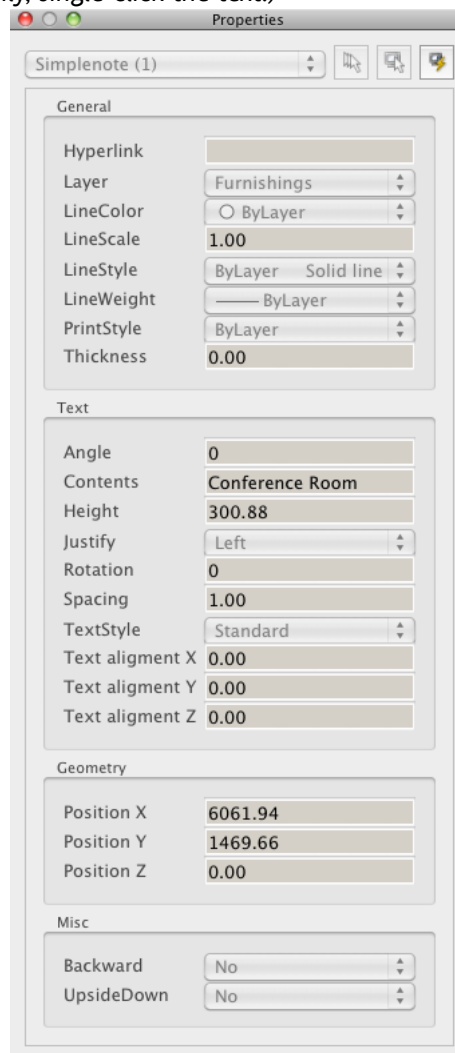 Properties
Simplenote (1)
General
Hyperlink
Layer Furnishings
LineColor ByLayer
LineScale 1.00
LineStyle ByLayer Solid line
LineWeight ByLayer
PrintStyle ByLayer
Thickness 0.00
Text
Angle 0
Contents Conference Room
Height 300.88
Justify Left
Rotation 0
Spacing 1.00
TextStyle Standard
Text aligment X 0.00
Text aligment Y 0.00
Text aligment Z 0.00
Geometry
Position X 6061.94
Position Y 1469.66
Position Z 0.00
Misc
Backward No
UpsideDown No